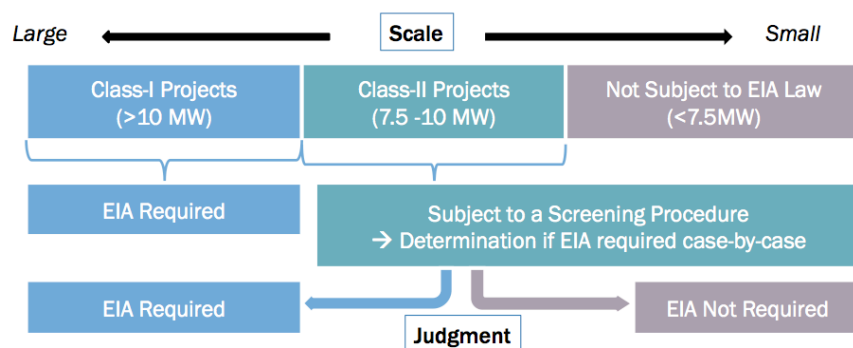 Large
Scale
Small
Class-I Projects
(>10 MW)
Class-II Projects
(7.5 -10 MW)
Not Subject to EIA Law
(<7.5MW)
EIA Required
Subject to a Screening Procedure
→ Determination if EIA required case-by-case
EIA Required
EIA Not Required
Judgment